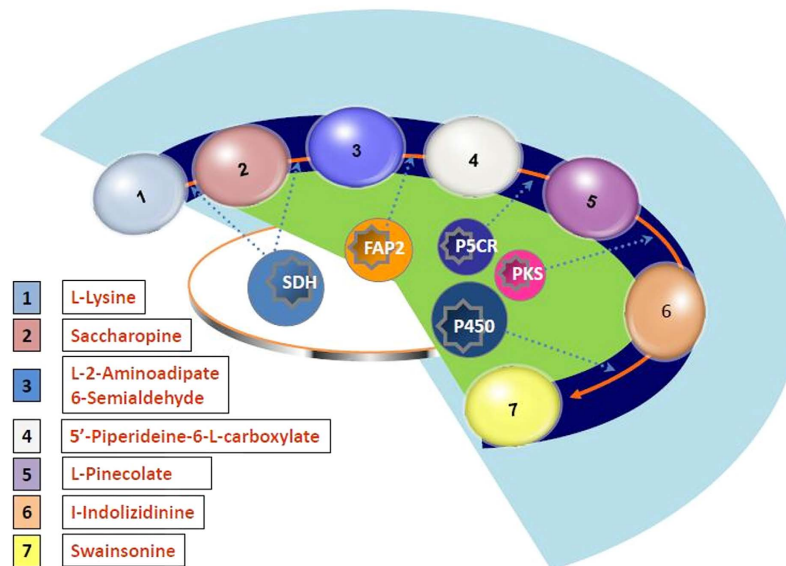 1
2
3
4
5
6
7
SDH
FAP2
P5CR
PKS
P450
1 L-Lysine
2 Saccharopine
3 L-2-Aminoadipate
6-Semialdehyde
4 5’-Piperideine-6-L-carboxylate
5 L-Pinecolate
6 I-Indolizidinine
7 Swainsonine